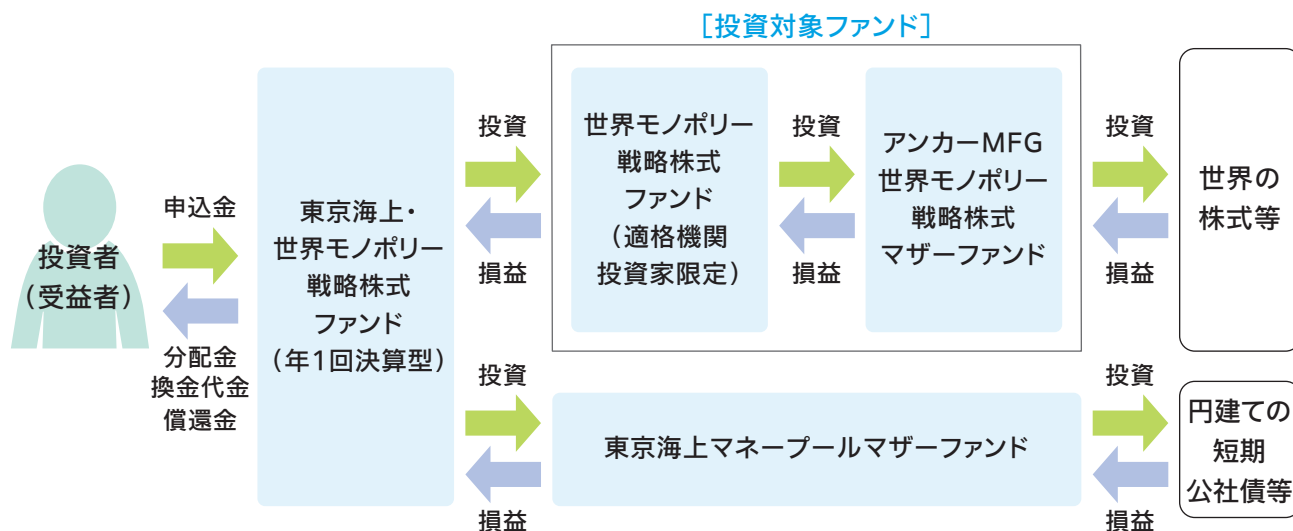 ［投資対象ファンド］
投資者
（受益者）
申込金
分配金
換金代金
償還金
東京海上・
世界モノポリー
戦略株式
ファンド
（年1回決算型）
投資
損益
世界モノポリー
戦略株式
ファンド
（適格機関
投資家限定）
投資
損益
アンカーMFG
世界モノポリー
戦略株式
マザーファンド
投資
損益
世界の
株式等
投資
損益
東京海上マネープールマザーファンド
投資
損益
円建ての
短期
公社債等